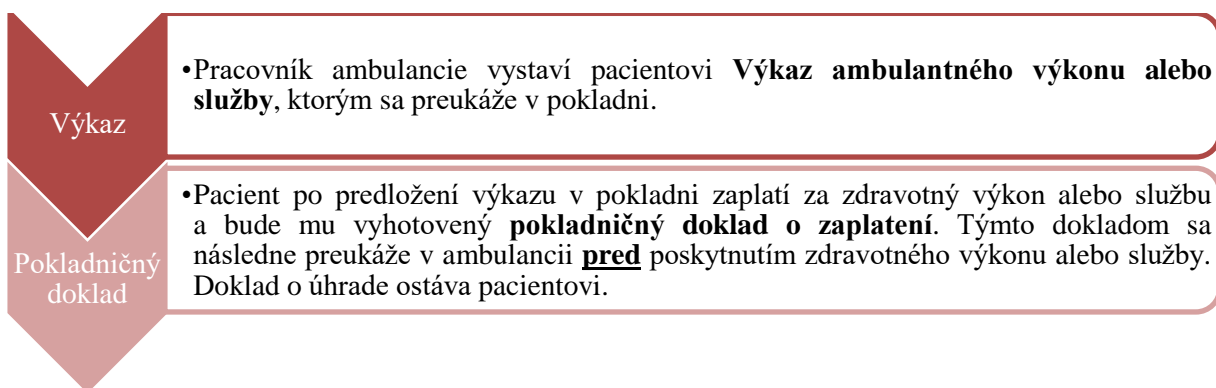 Výkaz
•Pracovník ambulancie vystaví pacientovi Výkaz ambulantného výkonu alebo
služby, ktorým sa preukáže v pokladni.
Pokladničný
doklad
•Pacient po predložení výkazu v pokladni zaplatí za zdravotný výkon alebo službu
a bude mu vyhotovený pokladničný doklad o zaplatení. Týmto dokladom sa
následne preukáže v ambulancii pred poskytnutím zdravotného výkonu alebo služby.
Doklad o úhrade ostáva pacientovi.